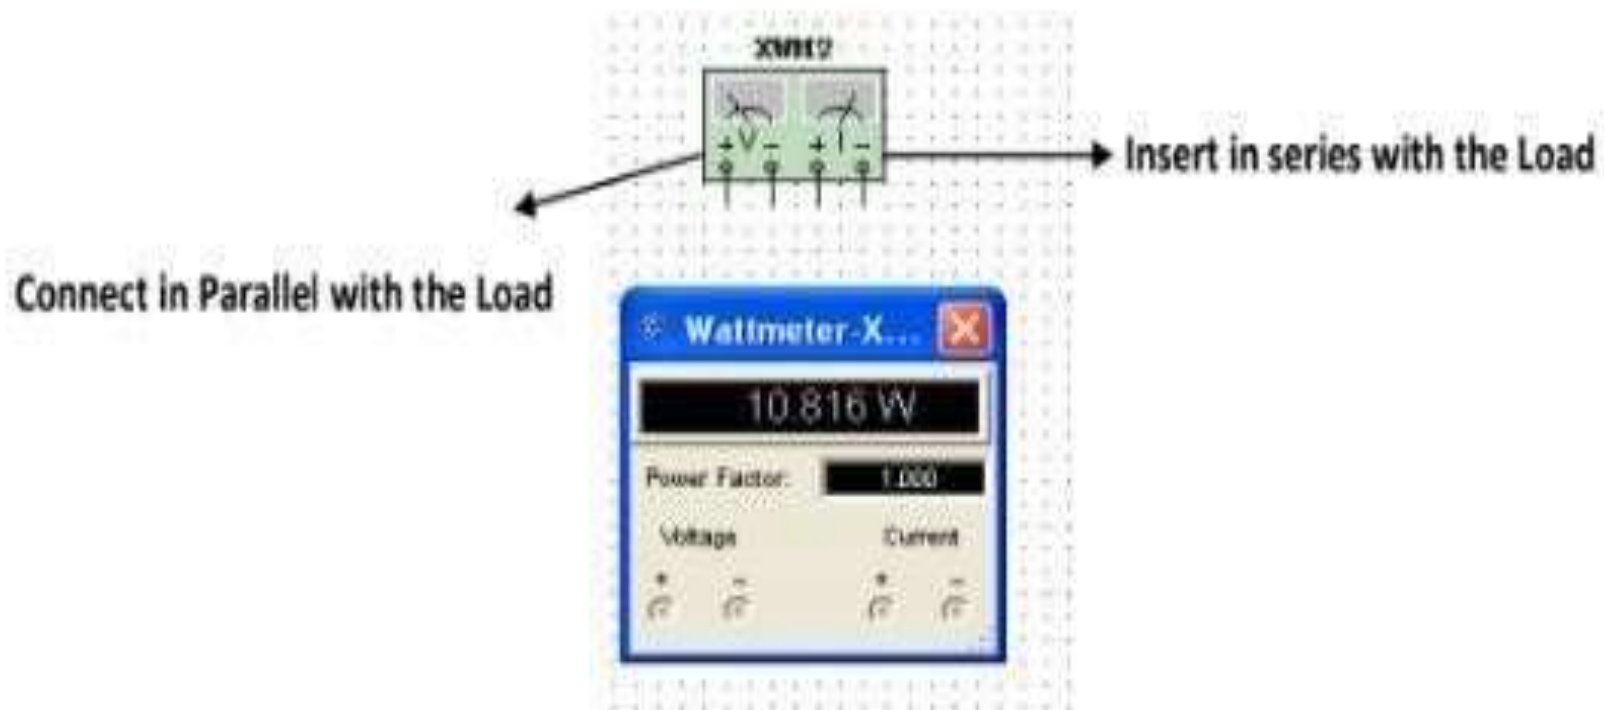 XWM2
+ V - + I -
Insert in series with the Load
Connect in Parallel with the Load
Wattmeter-X...
10.816 W
Power Factor: 1.000
Voltage Current
+ - + -